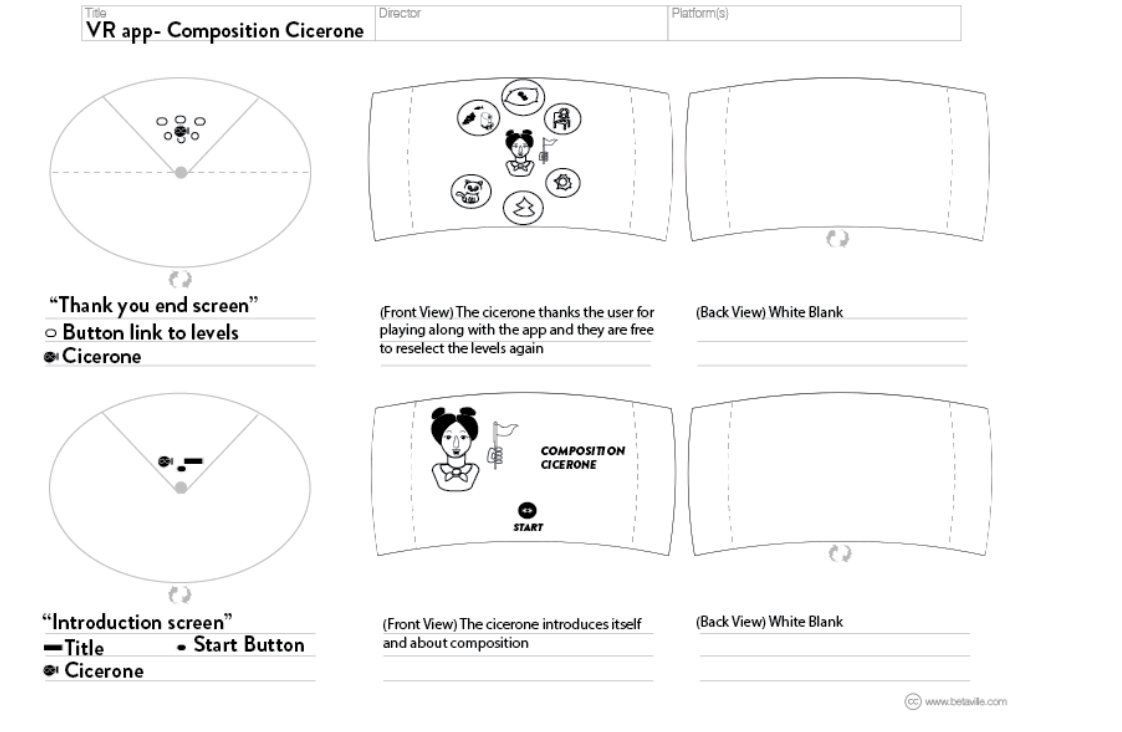 Title
Director
Platform(s)
VR app- Composition Cicerone
“Thank you end screen”
Button link to levels
Cicerone
(Front View) The cicerone thanks the user for
playing along with the app and they are free
to reselect the levels again
(Back View) White Blank
COMPOSITION
CICERONE
START
“Introduction screen”
Title
Start Button
Cicerone
(Front View) The cicerone introduces itself
and about composition
(Back View) White Blank
cc www.betaville.com